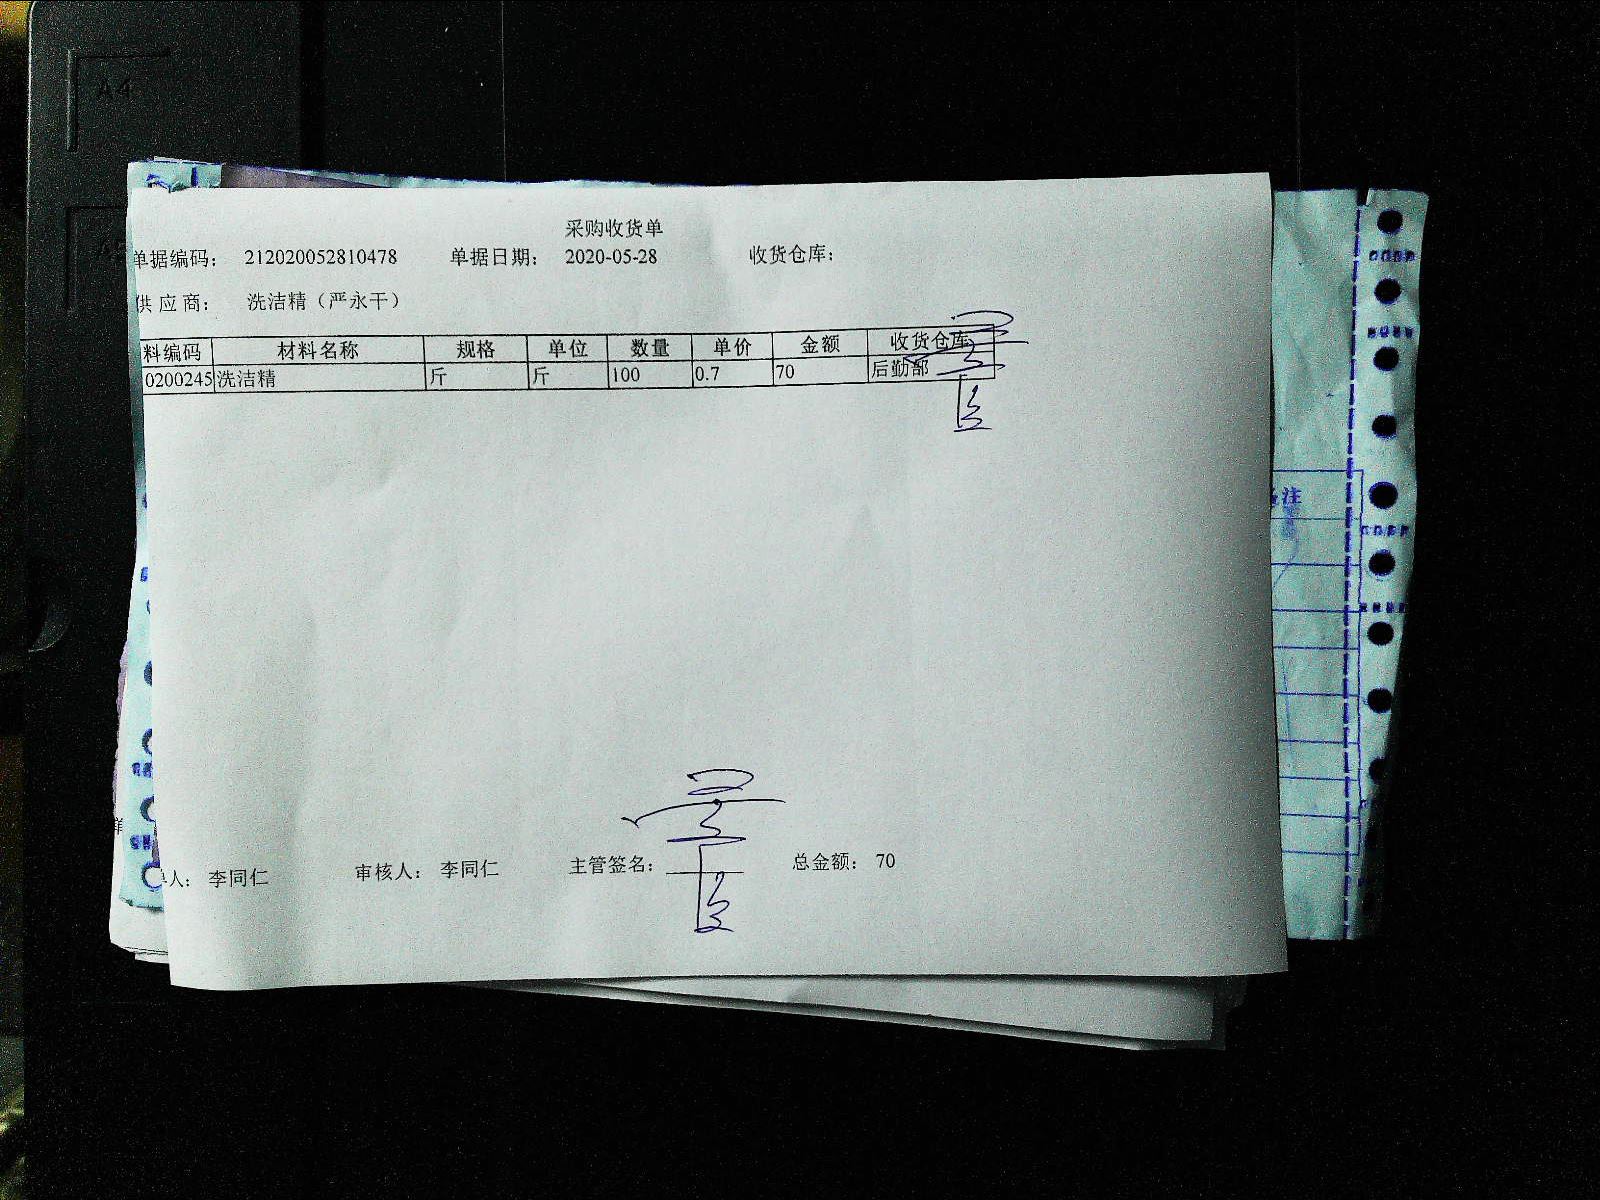 A4
采购收货单
单据编码： 212020052810478 单据日期： 2020-05-28 收货仓库：
供 应 商： 洗洁精（严永干）
料编码 材料名称 规格 单位 数量 单价 金额 收货仓库
0200245 洗洁精 斤 斤 100 0.7 70 后勤部
备注
单人： 李同仁 审核人： 李同仁 主管签名： 总金额： 70